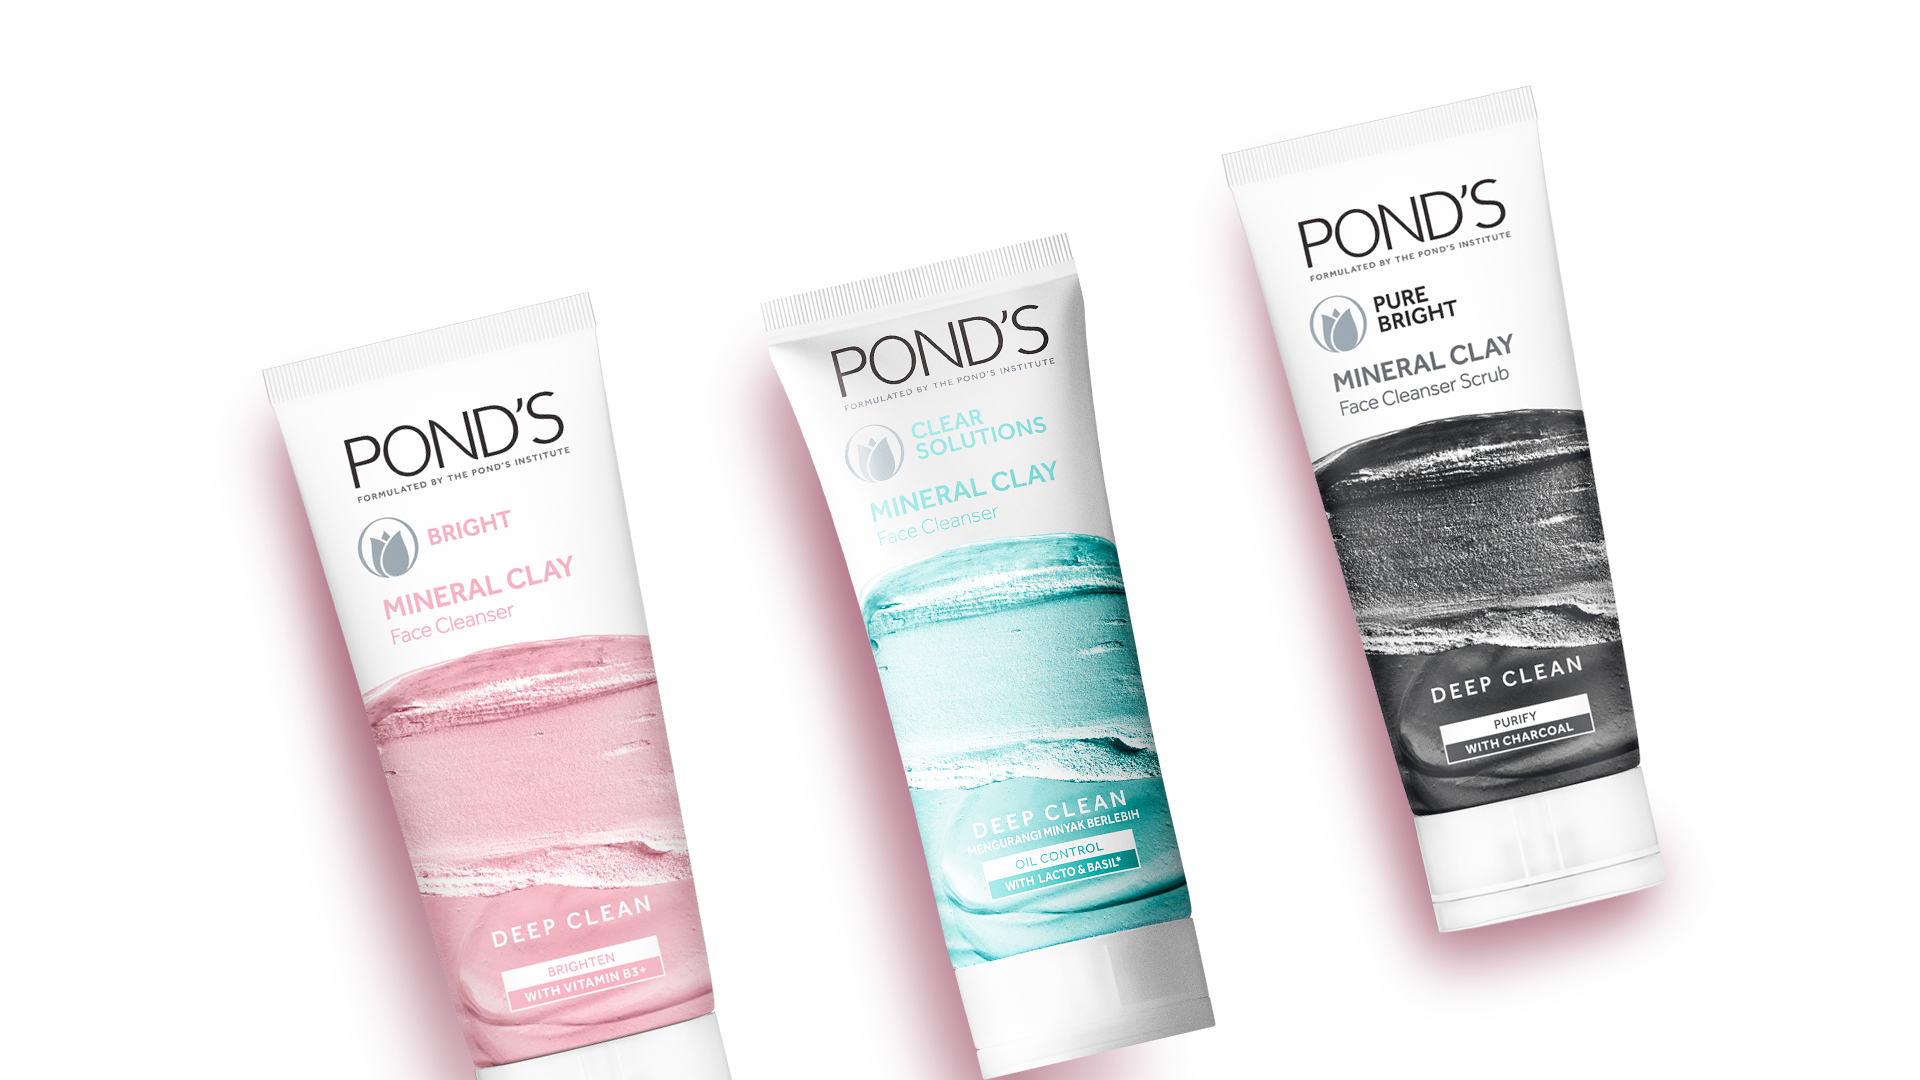 POND'S
FORMULATED BY THE POND'S INSTITUTE
BRIGHT
MINERAL CLAY
Face Cleanser
DEEP CLEAN
BRIGHTEN
WITH VITAMIN B3+
POND'S
FORMULATED BY THE POND'S INSTITUTE
CLEAR
SOLUTIONS
MINERAL CLAY
Face Cleanser
DEEP CLEAN
MENGURANGI MINYAK BERLEBIH
OIL CONTROL
WITH LACTO & BASIL*
POND'S
FORMULATED BY THE POND'S INSTITUTE
PURE
BRIGHT
MINERAL CLAY
Face Cleanser Scrub
DEEP CLEAN
PURIFY
WITH CHARCOAL